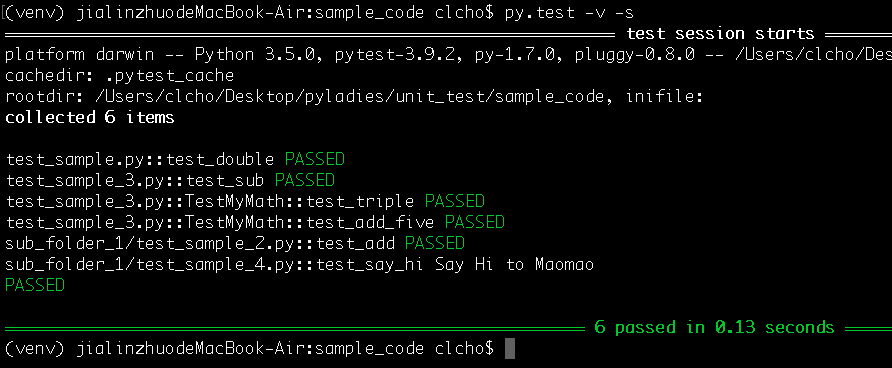 (venv) jialinzhuodeMacBook-Air:sample_code clcho$ py.test -v -s
test session starts
platform darwin -- Python 3.5.0, pytest-3.9.2, py-1.7.0, pluggy-0.8.0 -- /Users/clcho/Des
cachedir: .pytest_cache
rootdir: /Users/clcho/Desktop/pyladies/unit_test/sample_code, inifile:
collected 6 items
test_sample.py::test_double PASSED
test_sample_3.py::test_sub PASSED
test_sample_3.py::TestMyMath::test_triple PASSED
test_sample_3.py::TestMyMath::test_add_five PASSED
sub_folder_1/test_sample_2.py::test_add PASSED
sub_folder_1/test_sample_4.py::test_say_hi Say Hi to Maomao
PASSED
6 passed in 0.13 seconds
(venv) jialinzhuodeMacBook-Air:sample_code clcho$